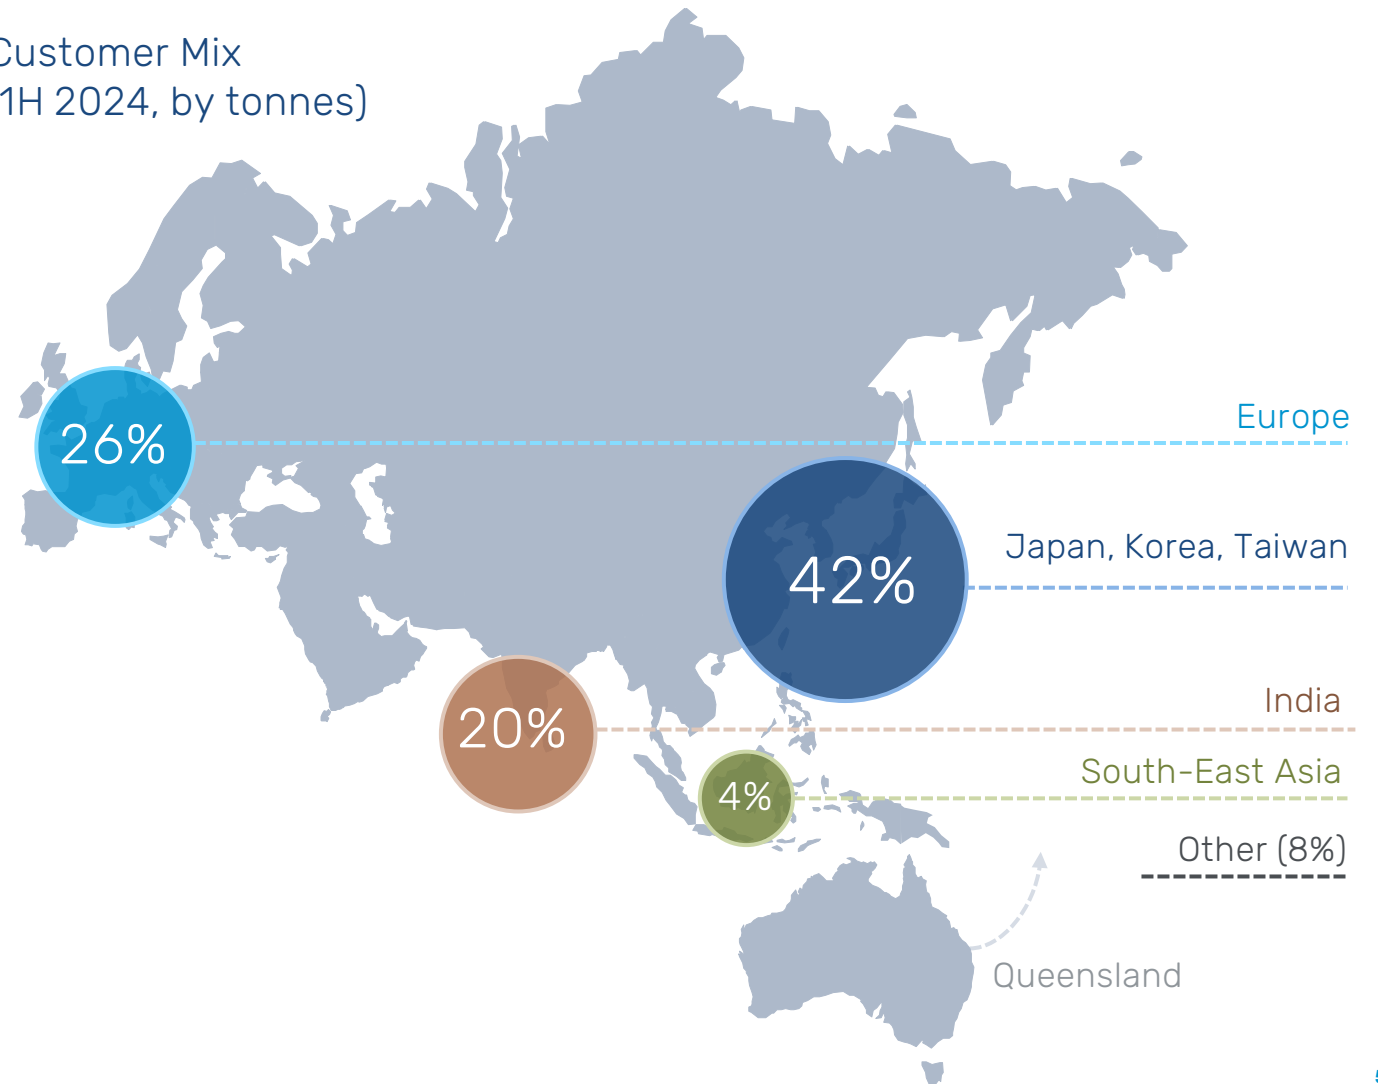 Customer Mix
1H 2024, by tonnes)
Europe
26%
Japan, Korea, Taiwan
42%
India
20%
South-East Asia
4%
Other (8%)
Queensland